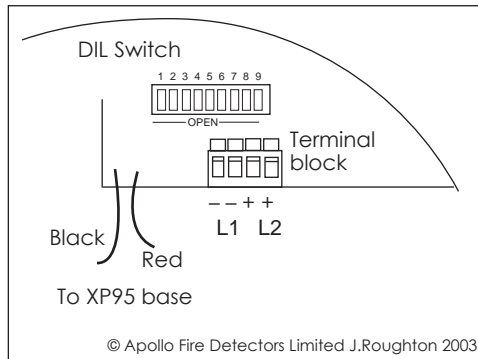 DIL Switch
1 2 3 4 5 6 7 8 9
OPEN
Terminal
block
– – + +
L1 L2
Black
Red
To XP95 base
© Apollo Fire Detectors Limited J.Roughton 2003